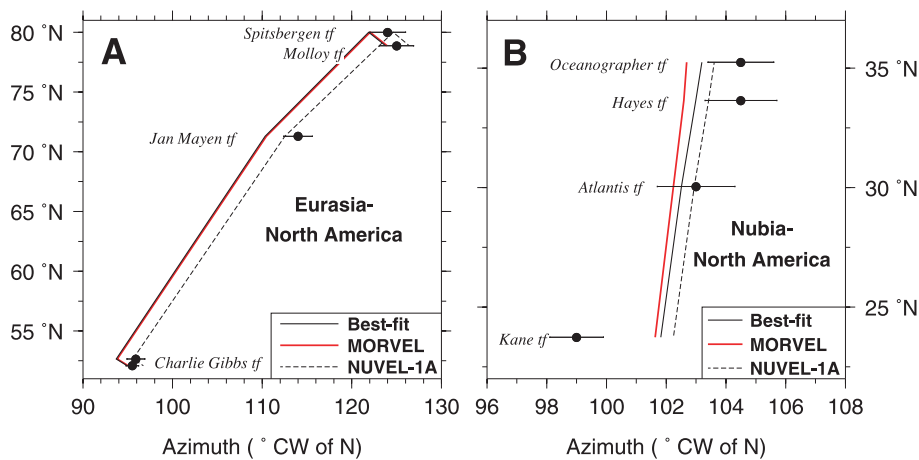 A
80 °N
75 °N
70 °N
65 °N
60 °N
55 °N
Spitsbergen tf
Molloy tf
Jan Mayen tf
Charlie Gibbs tf
Eurasia-
North America
Best-fit
MORVEL
NUVEL-1A
90 100 110 120 130
Azimuth ( ° CW of N)
B
Oceanographer tf
Hayes tf
Atlantis tf
Kane tf
Nubia-
North America
Best-fit
MORVEL
NUVEL-1A
35 °N
30 °N
25 °N
96 98 100 102 104 106 108
Azimuth ( ° CW of N)